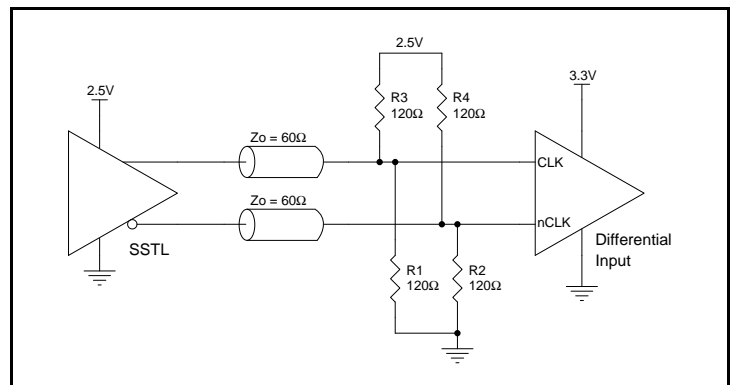 2.5V
2.5V
3.3V
R3
120Ω
R4
120Ω
Zo = 60Ω
CLK
Zo = 60Ω
nCLK
SSTL
Differential
Input
R1
120Ω
R2
120Ω